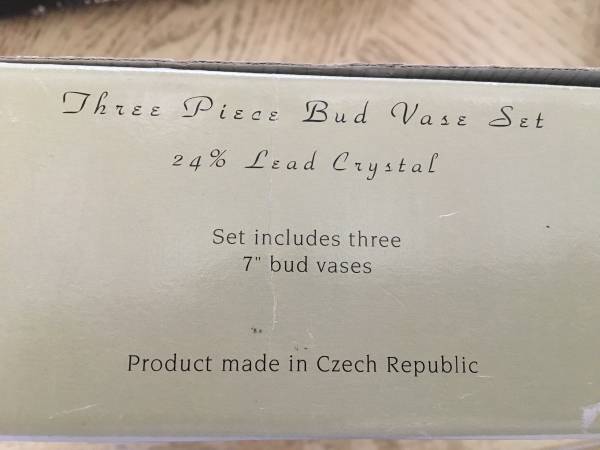 Three Piece Bud Vase Set
24% Lead Crystal
Set includes three
7" bud vases
Product made in Czech Republic